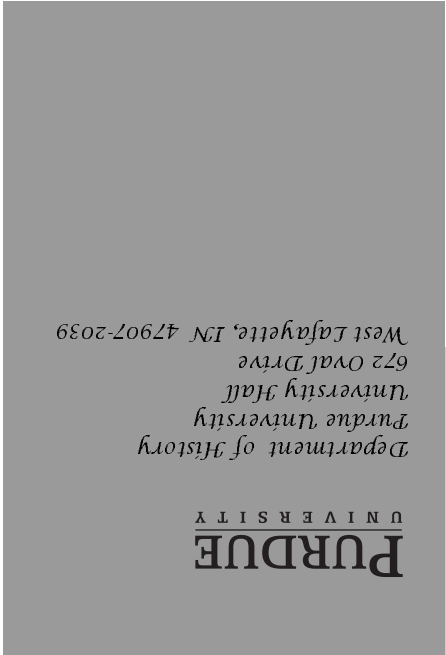 PURDUE
UNIVERSITY
Department of History
Purdue University
University Hall
672 Oval Drive
West Lafayette, IN 47907-2039